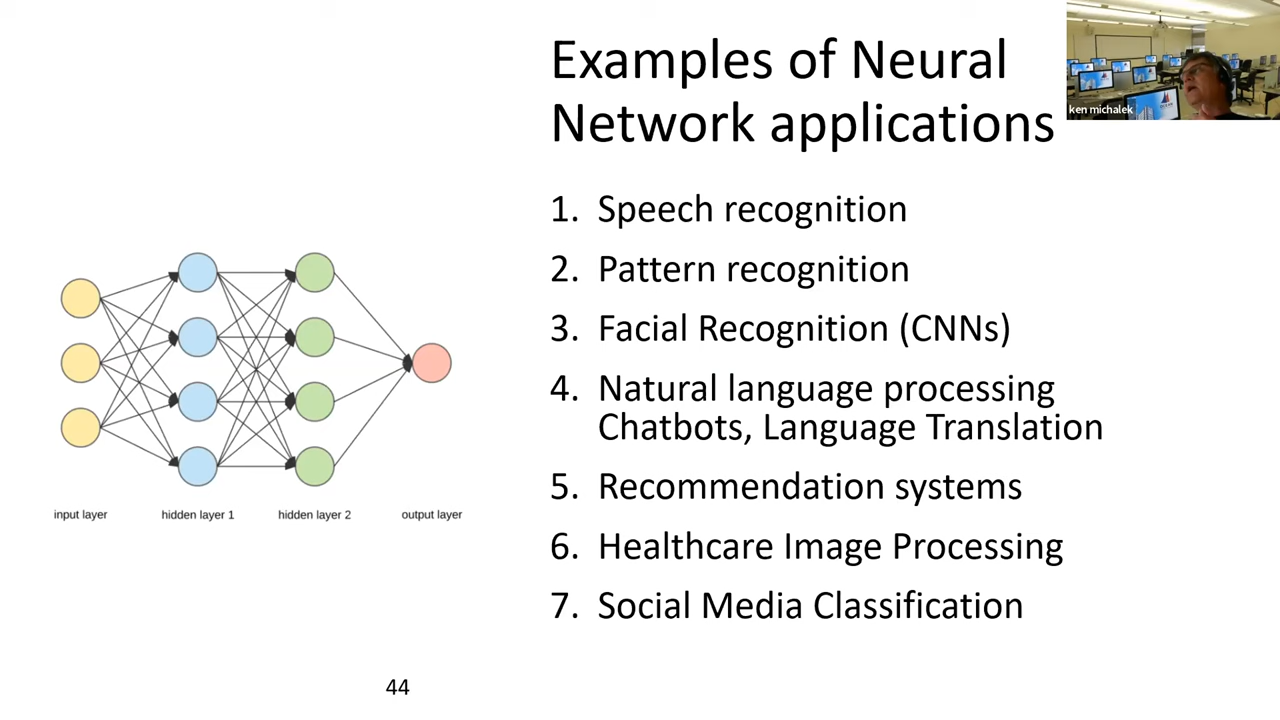 Examples of Neural
Network applications
ken michalek
1. Speech recognition
2. Pattern recognition
3. Facial Recognition (CNNs)
4. Natural language processing
Chatbots, Language Translation
5. Recommendation systems
6. Healthcare Image Processing
7. Social Media Classification
input layer
hidden layer 1
hidden layer 2
output layer
44